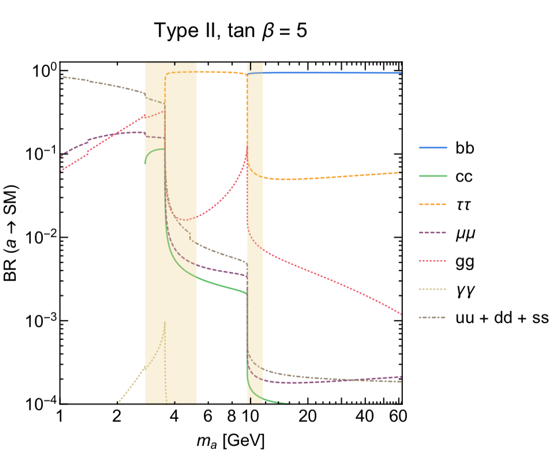 Type II, tan β = 5
BR (a → SM)
10⁰
10⁻¹
10⁻²
10⁻³
10⁻⁴
1 2 4 6 8 10 20 40 60
mₐ [GeV]
bb
cc
ττ
μμ
gg
γγ
uu + dd + ss